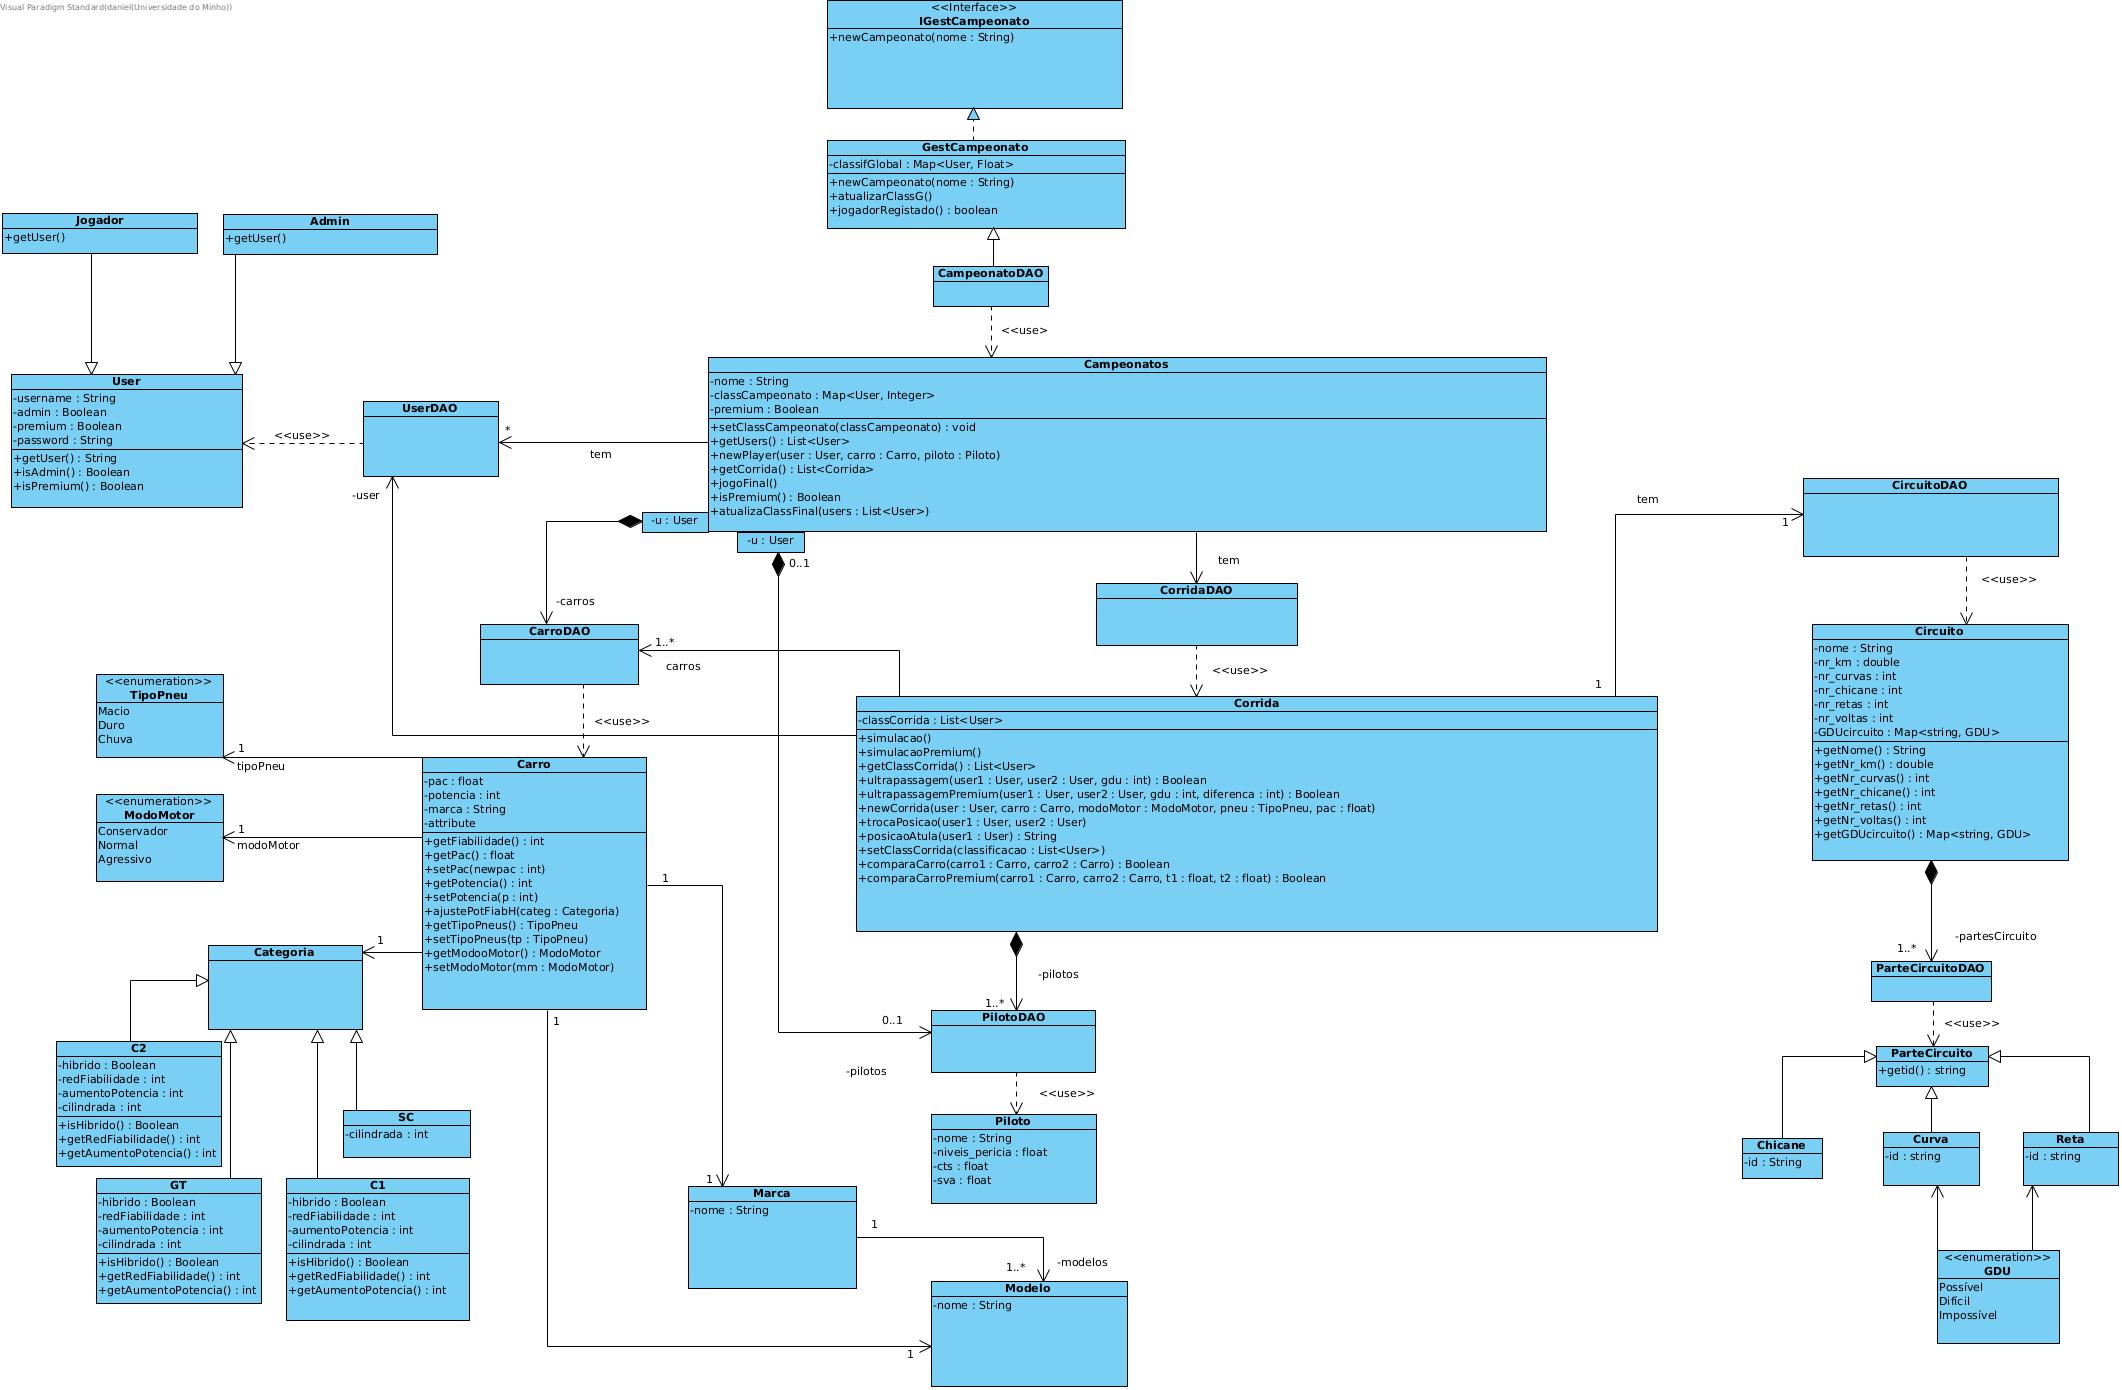 Visual Paradigm Standard(daniel(Universidade do Minho))
<<Interface>>
IGestCampeonato
+newCampeonato(nome : String)
GestCampeonato
-classifGlobal : Map<User, Float>
+newCampeonato(nome : String)
+atualizarClassG()
+jogadorRegistado() : boolean
Jogador
+getUser()
Admin
+getUser()
CampeonatoDAO
<<use>
Campeonatos
-nome : String
-classCampeonato : Map<User, Integer>
-premium : Boolean
+setClassCampeonato(classCampeonato) : void
+getUsers() : List<User>
+newPlayer(user : User, carro : Carro, piloto : Piloto)
+getCorrida() : List<Corrida>
+jogoFinal()
+isPremium() : Boolean
+atualizaClassFinal(users : List<User>)
User
-username : String
-admin : Boolean
-premium : Boolean
-password : String
+getUser() : String
+isAdmin() : Boolean
+isPremium() : Boolean
<<use>>
UserDAO
*
tem
-user
-u : User
-u : User
0..1
tem
-carros
CarroDAO
1..*
carros
<<use>>
CorridaDAO
<<use>>
tem
1
1
CircuitoDAO
<<use>>
Circuito
-nome : String
-nr_km : double
-nr_curvas : int
-nr_chicane : int
-nr_retas : int
-nr_voltas : int
-GDUcircuito : Map<string, GDU>
+getNome() : String
+getNr_km() : double
+getNr_curvas() : int
+getNr_chicane() : int
+getNr_retas() : int
+getNr_voltas() : int
+getGDUcircuito() : Map<string, GDU>
<<enumeration>>
TipoPneu
Macio
Duro
Chuva
1
tipoPneu
<<enumeration>>
ModoMotor
Conservador
Normal
Agressivo
1
modoMotor
Carro
-pac : float
-potencia : int
-marca : String
-attribute
+getFiabilidade() : int
+getPac() : float
+setPac(newpac : int)
+getPotencia() : int
+setPotencia(p : int)
+ajustePotFiabH(categ : Categoria)
+getTipoPneus() : TipoPneu
+setTipoPneus(tp : TipoPneu)
+getModooMotor() : ModoMotor
+setModoMotor(mm : ModoMotor)
1
1
1
Corrida
-classCorrida : List<User>
+simulacao()
+simulacaoPremium()
+getClassCorrida() : List<User>
+ultrapassagem(user1 : User, user2 : User, gdu : int) : Boolean
+ultrapassagemPremium(user1 : User, user2 : User, gdu : int, diferenca : int) : Boolean
+newCorrida(user : User, carro : Carro, modoMotor : ModoMotor, pneu : TipoPneu, pac : float)
+trocaPosicao(user1 : User, user2 : User)
+posicaoAtula(user1 : User) : String
+setClassCorrida(classificacao : List<User>)
+comparaCarro(carro1 : Carro, carro2 : Carro) : Boolean
+comparaCarroPremium(carro1 : Carro, carro2 : Carro, t1 : float, t2 : float) : Boolean
-pilotos
1..*
0..1
-pilotos
PilotoDAO
<<use>>
Piloto
-nome : String
-niveis_pericia : float
-cts : float
-sva : float
-partesCircuito
1..*
ParteCircuitoDAO
<<use>>
ParteCircuito
+getid() : string
Chicane
-id : String
Curva
-id : string
Reta
-id : string
<<enumeration>>
GDU
Possível
Difícil
Impossível
Categoria
C2
-hibrido : Boolean
-redFiabilidade : int
-aumentoPotencia : int
-cilindrada : int
+isHibrido() : Boolean
+getRedFiabilidade() : int
+getAumentoPotencia() : int
SC
-cilindrada : int
GT
-hibrido : Boolean
-redFiabilidade : int
-aumentoPotencia : int
-cilindrada : int
+isHibrido() : Boolean
+getRedFiabilidade() : int
+getAumentoPotencia() : int
C1
-hibrido : Boolean
-redFiabilidade : int
-aumentoPotencia : int
-cilindrada : int
+isHibrido() : Boolean
+getRedFiabilidade() : int
+getAumentoPotencia() : int
1
Marca
-nome : String
1
1..*
-modelos
Modelo
-nome : String
1